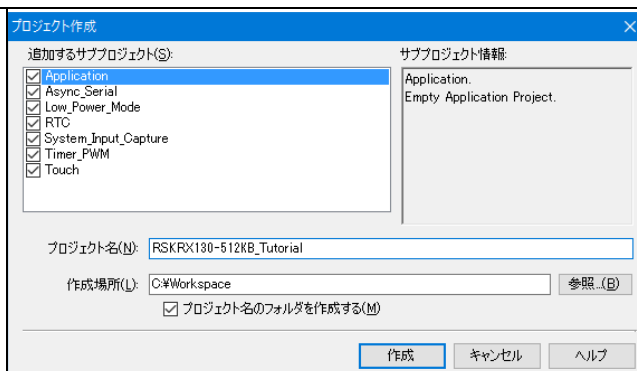 プロジェクト作成
追加するサブプロジェクト(S):
Application
Async_Serial
Low_Power_Mode
RTC
System_Input_Capture
Timer_PWM
Touch
サブプロジェクト情報:
Application.
Empty Application Project.
プロジェクト名(N): RSKRX130-512KB_Tutorial
作成場所(L): C:¥Workspace 参照...(B)
プロジェクト名のフォルダを作成する(M)
作成 キャンセル ヘルプ